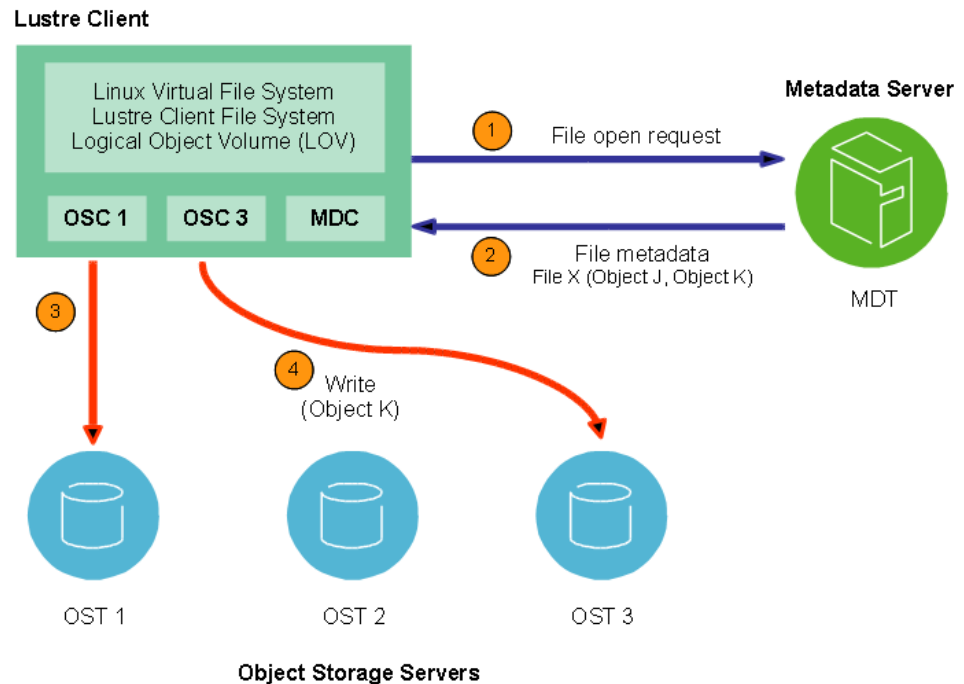 Lustre Client
Linux Virtual File System
Lustre Client File System
Logical Object Volume (LOV)
OSC 1
OSC 3
MDC
1
File open request
2
File metadata
File X (Object J, Object K)
Metadata Server
MDT
3
4
Write
(Object K)
OST 1
OST 2
OST 3
Object Storage Servers